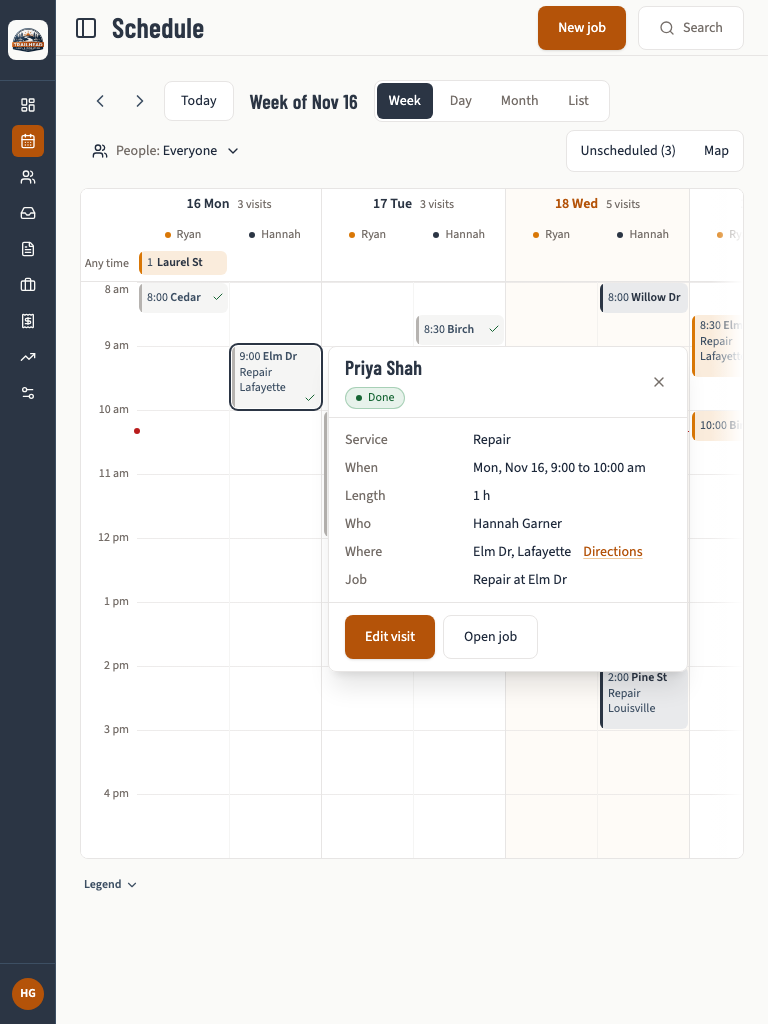 TRAIL HEAD
Schedule
New job
Search
Today
Week of Nov 16
Week
Day
Month
List
People: Everyone
Unscheduled (3)
Map
16 Mon 3 visits
17 Tue 3 visits
18 Wed 5 visits
Ryan
Hannah
Ryan
Hannah
Ryan
Hannah
Ry
Any time
1 Laurel St
8 am
8:00 Cedar
8:00 Willow Dr
8:30 Birch
8:30 Elm
Repair
Lafayett
9 am
9:00 Elm Dr
Repair
Lafayette
10 am
10:00 Bi
11 am
12 pm
1 pm
2 pm
3 pm
4 pm
Priya Shah
Done
Service Repair
When Mon, Nov 16, 9:00 to 10:00 am
Length 1 h
Who Hannah Garner
Where Elm Dr, Lafayette Directions
Job Repair at Elm Dr
Edit visit
Open job
2:00 Pine St
Repair
Louisville
Legend
HG